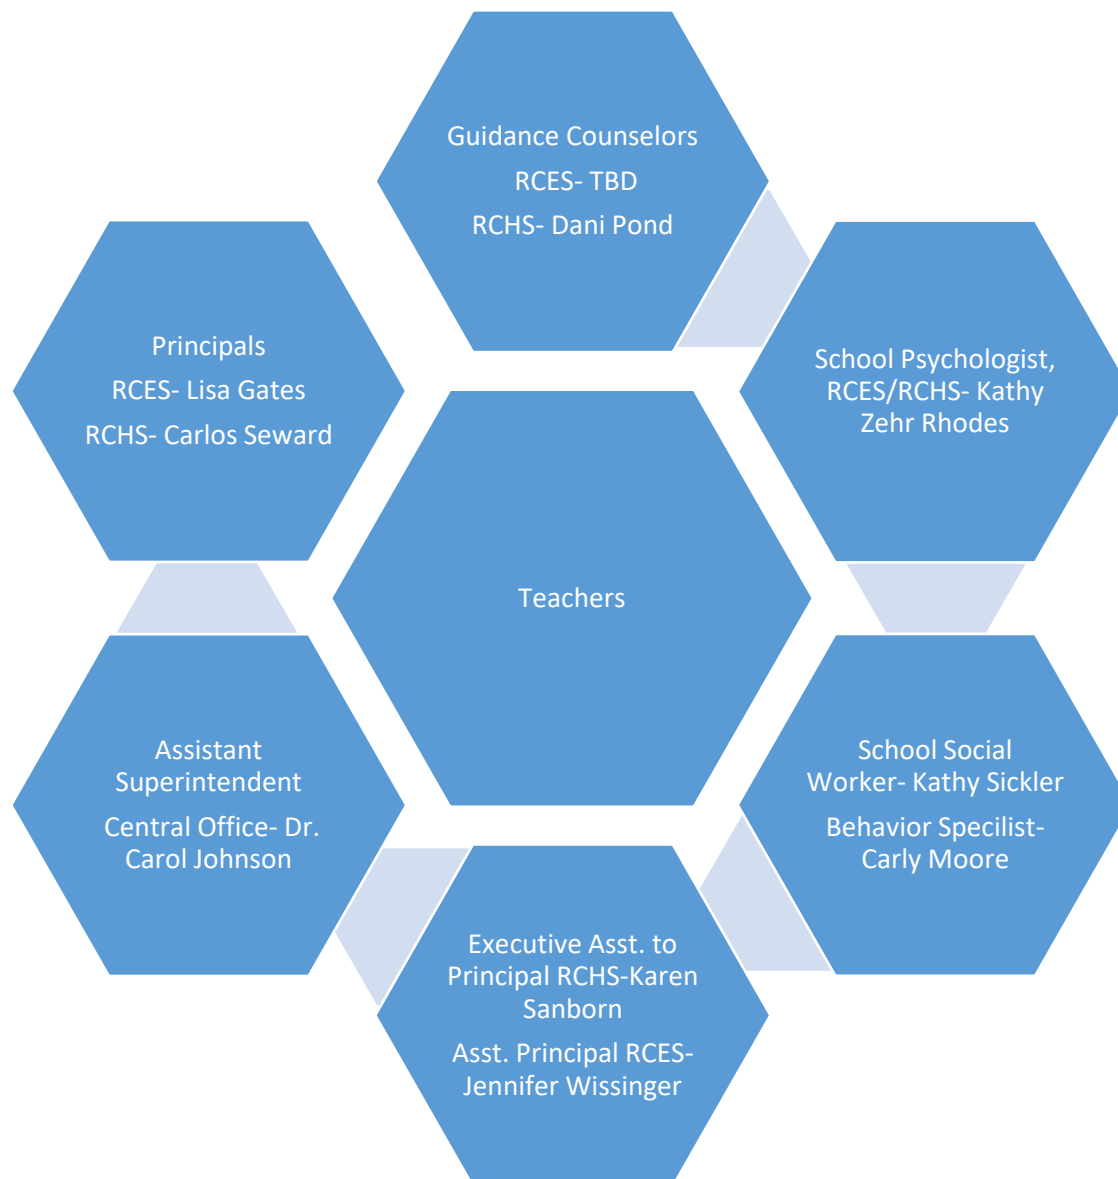 Guidance Counselors
RCES- TBD
RCHS- Dani Pond
Principals
RCES- Lisa Gates
RCHS- Carlos Seward
School Psychologist,
RCES/RCHS- Kathy
Zehr Rhodes
Teachers
Assistant
Superintendent
Central Office- Dr.
Carol Johnson
School Social
Worker- Kathy Sickler
Behavior Specilist-
Carly Moore
Executive Asst. to
Principal RCHS-Karen
Sanborn
Asst. Principal RCES-
Jennifer Wissinger